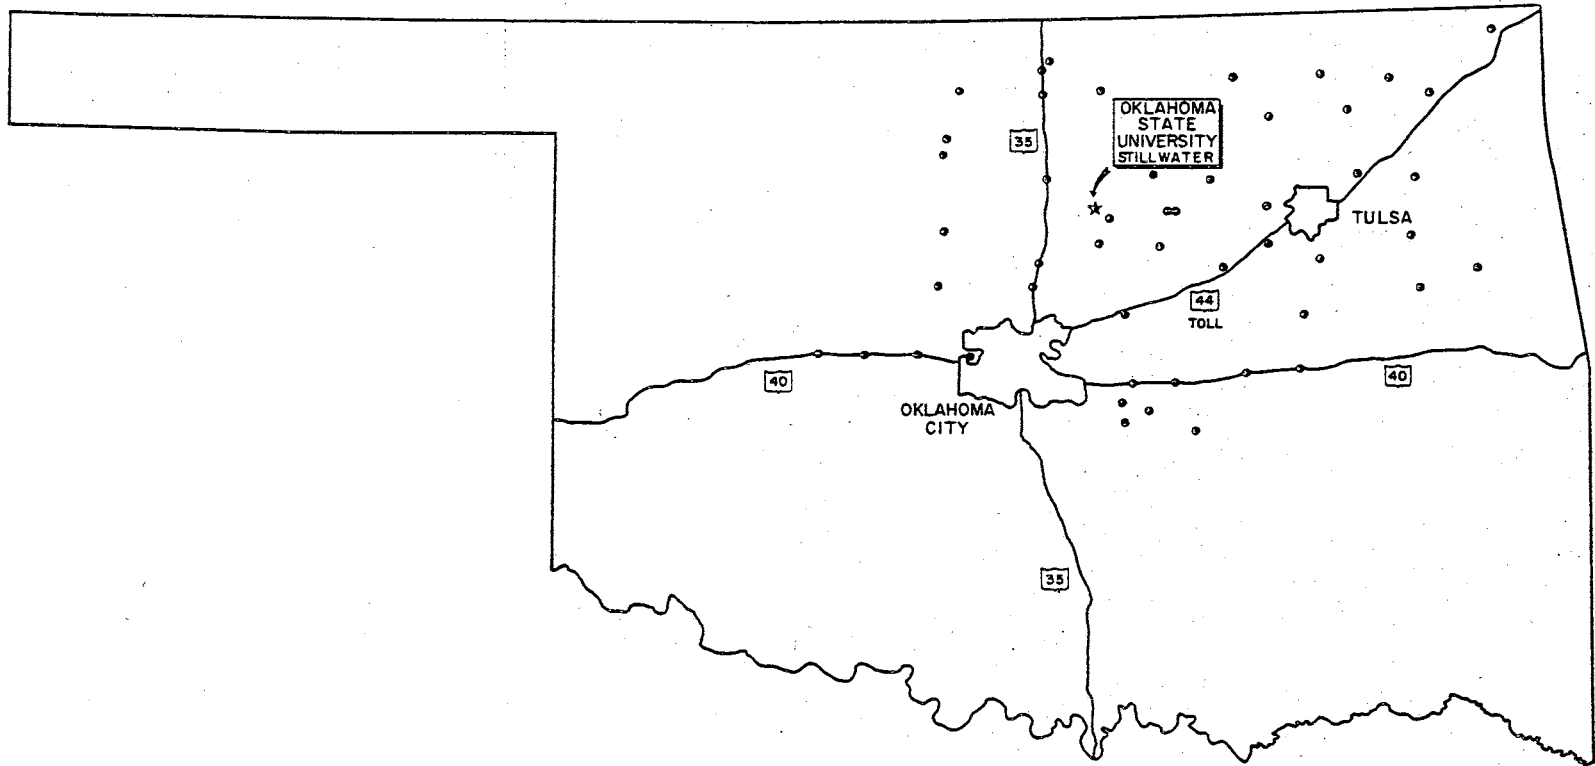 OKLAHOMA
STATE
UNIVERSITY
STILLWATER
35
TULSA
44
TOLL
40
40
OKLAHOMA
CITY
35